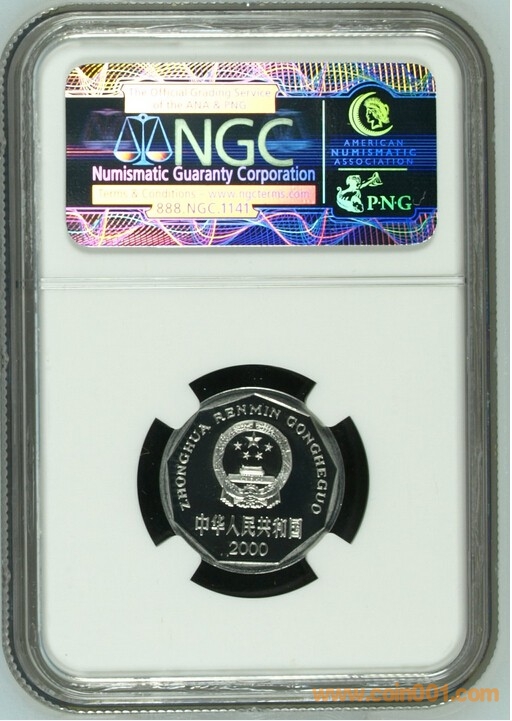 The Official Grading Service
of the ANA & PNG
NGC
Numismatic Guaranty Corporation
Terms & Conditions - www.ngcterms.com
888.NGC.1141
AMERICAN
NUMISMATIC
ASSOCIATION
P·N·G
ZHONGHUA RENMIN GONGHEGUO
中华人民共和国
2000
www.coin001.com